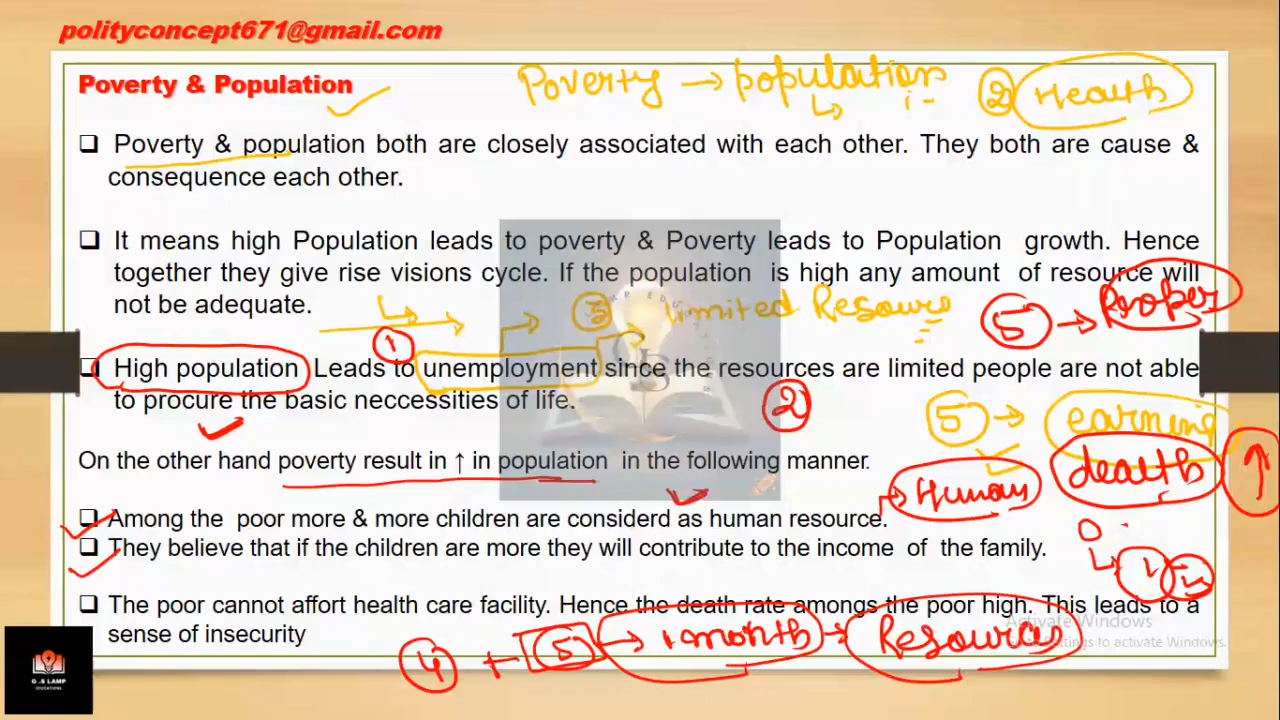 polityconcept671@gmail.com
Poverty & Population
Poverty → population
② Health
❑ Poverty & population both are closely associated with each other. They both are cause &
consequence each other.
❑ It means high Population leads to poverty & Poverty leads to Population growth. Hence
together they give rise visions cycle. If the population is high any amount of resource will
not be adequate.
③ limited Resource
⑤ → Proper
①
❑ High population Leads to unemployment since the resources are limited people are not able
to procure the basic neccessities of life.
②
⑤ → earning
On the other hand poverty result in ↑ in population in the following manner.
Human
death ↑
❑ Among the poor more & more children are considerd as human resource.
❑ They believe that if the children are more they will contribute to the income of the family.
❑ The poor cannot affort health care facility. Hence the death rate amongs the poor high. This leads to a
sense of insecurity
④ + ⑤ → 1 month → Resources
Activate Windows
Settings to activate Windows.
G .S LAMP
EDUCATIONS